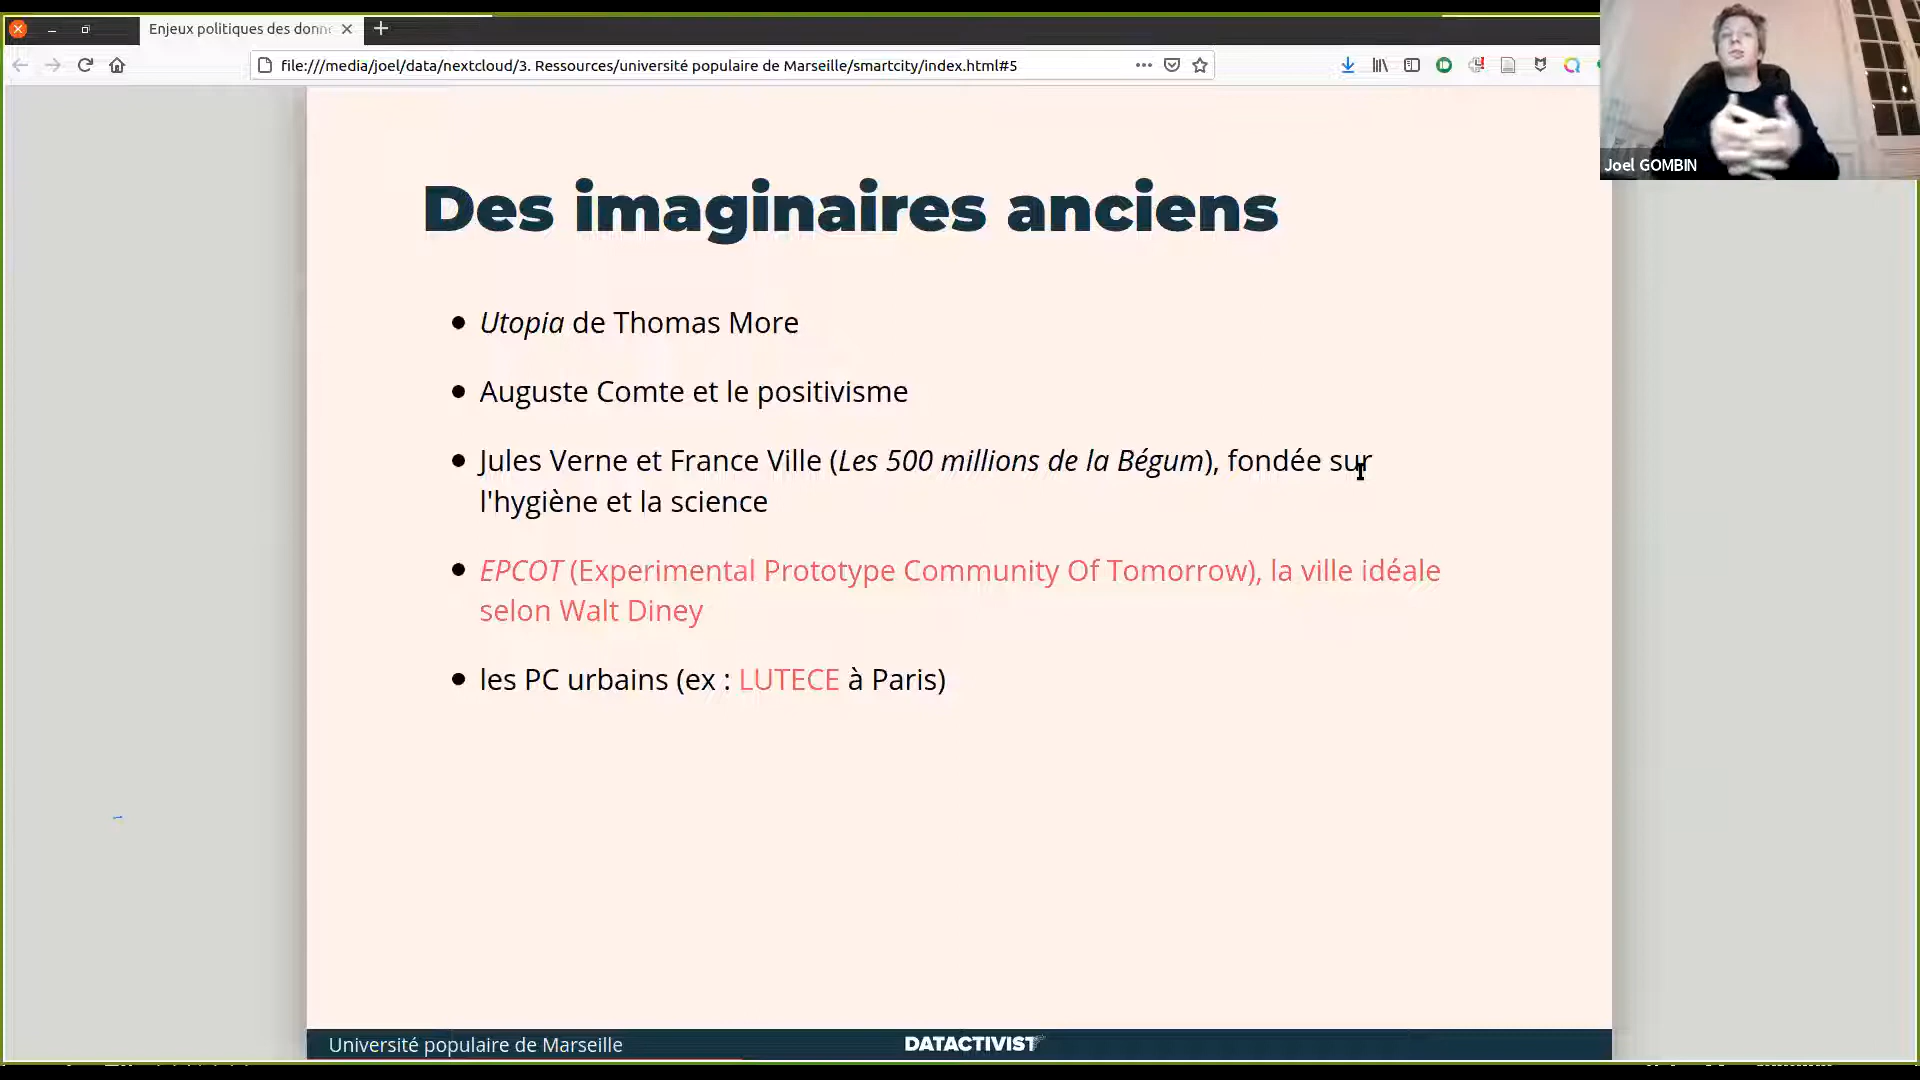 Enjeux politiques des donn
file:///media/joel/data/nextcloud/3. Ressources/université populaire de Marseille/smartcity/index.html#5
Joel GOMBIN
Des imaginaires anciens
Utopia de Thomas More
Auguste Comte et le positivisme
Jules Verne et France Ville (Les 500 millions de la Bégum), fondée sur
l'hygiène et la science
EPCOT (Experimental Prototype Community Of Tomorrow), la ville idéale
selon Walt Diney
les PC urbains (ex : LUTECE à Paris)
Université populaire de Marseille
DATACTIVIST